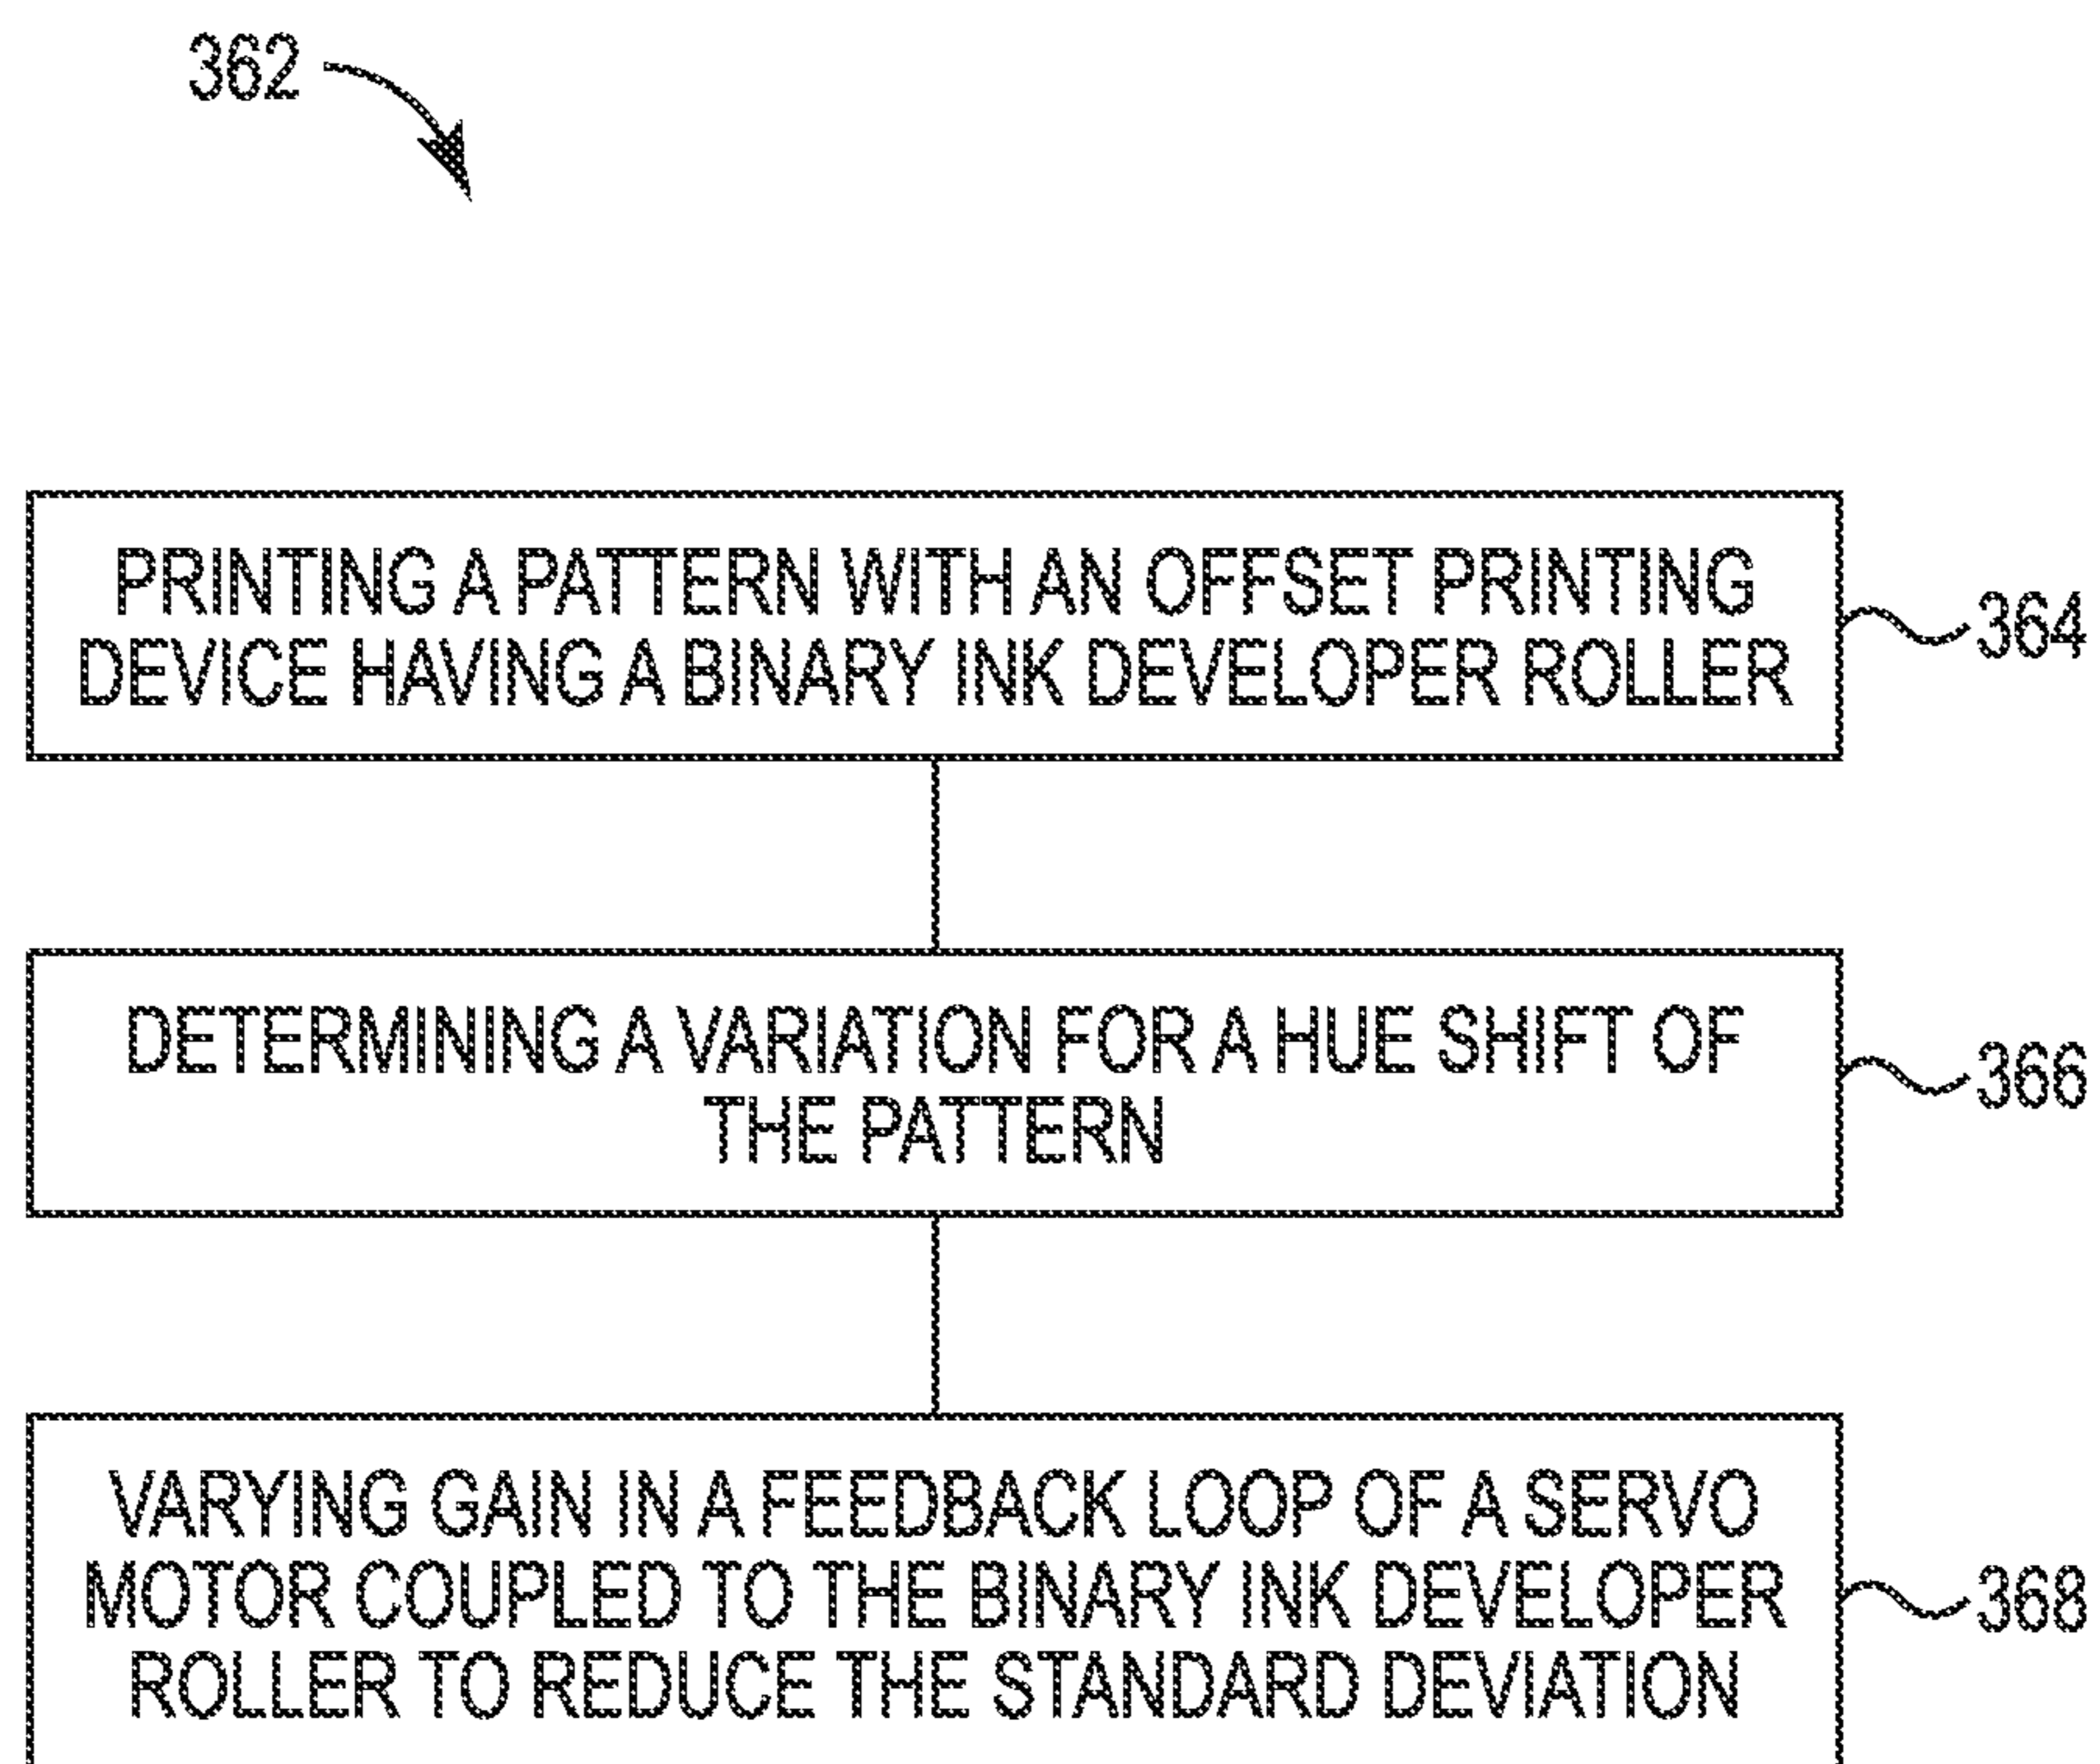 362
PRINTING A PATTERN WITH AN OFFSET PRINTING
DEVICE HAVING A BINARY INK DEVELOPER ROLLER
364
DETERMINING A VARIATION FOR A HUE SHIFT OF
THE PATTERN
366
VARYING GAIN IN A FEEDBACK LOOP OF A SERVO
MOTOR COUPLED TO THE BINARY INK DEVELOPER
ROLLER TO REDUCE THE STANDARD DEVIATION
368